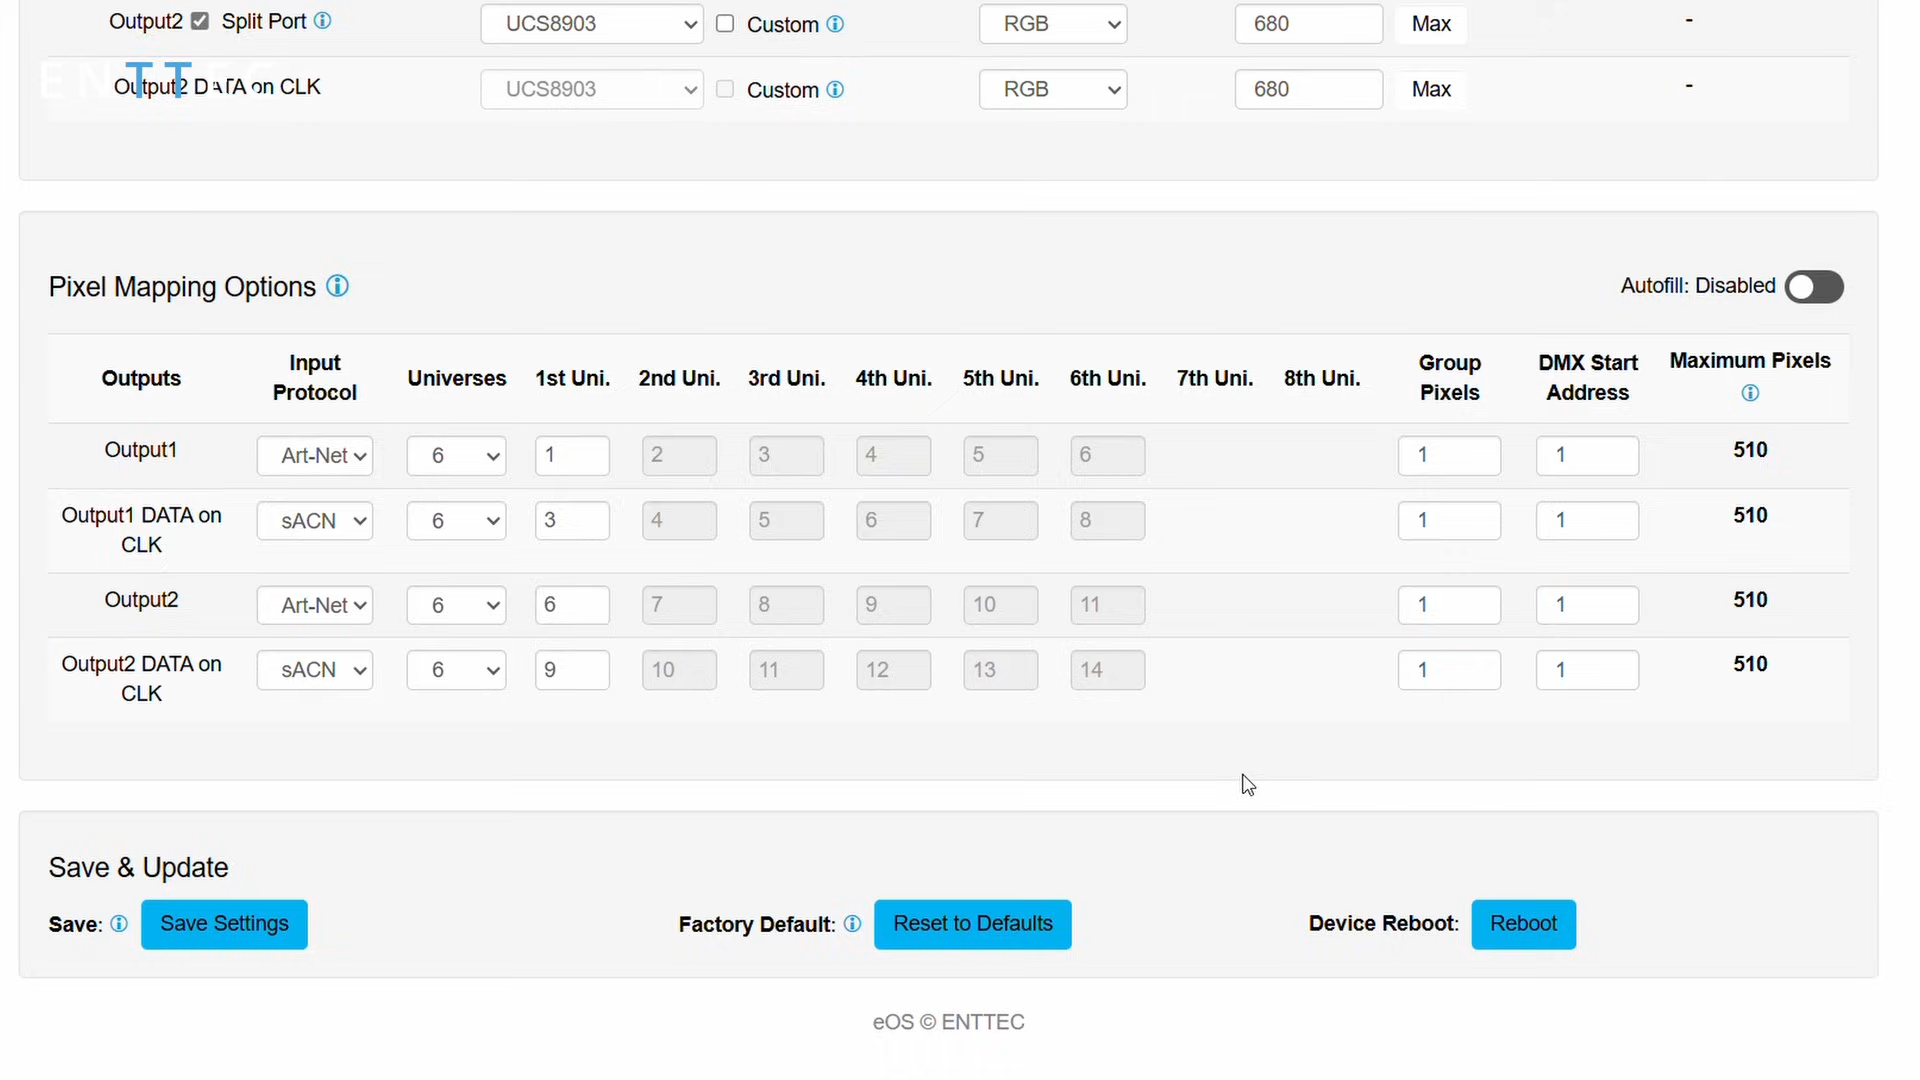 Output2 Split Port UCS8903 Custom RGB 680 Max -
ENTTEC
Output2 DATA on CLK UCS8903 Custom RGB 680 Max -
Pixel Mapping Options Autofill: Disabled
Outputs Input Protocol Universes 1st Uni. 2nd Uni. 3rd Uni. 4th Uni. 5th Uni. 6th Uni. 7th Uni. 8th Uni. Group Pixels DMX Start Address Maximum Pixels
Output1 Art-Net 6 1 2 3 4 5 6 1 1 510
Output1 DATA on CLK sACN 6 3 4 5 6 7 8 1 1 510
Output2 Art-Net 6 6 7 8 9 10 11 1 1 510
Output2 DATA on CLK sACN 6 9 10 11 12 13 14 1 1 510
Save & Update
Save: Save Settings Factory Default: Reset to Defaults Device Reboot: Reboot
eOS © ENTTEC